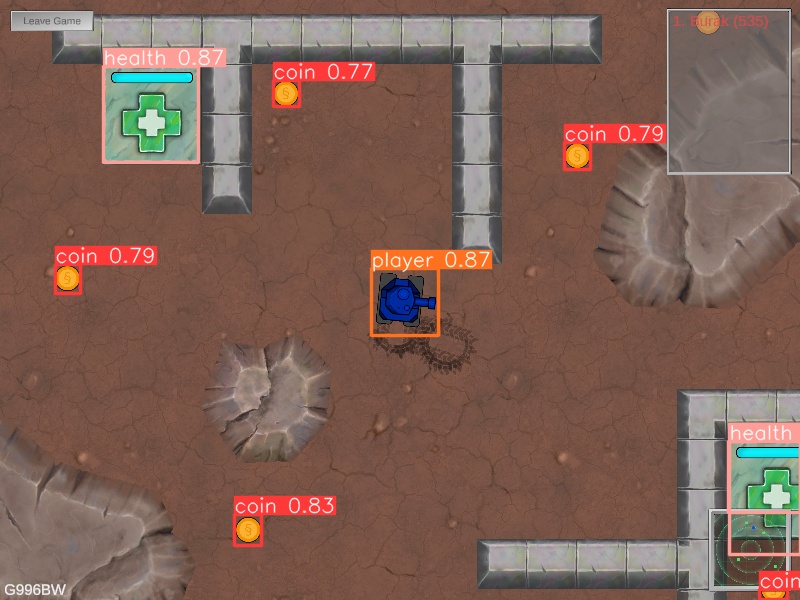 Leave Game
1. Burak (535)
health 0.87
coin 0.77
coin 0.79
coin 0.79
player 0.87
health
coin 0.83
coin
G996BW